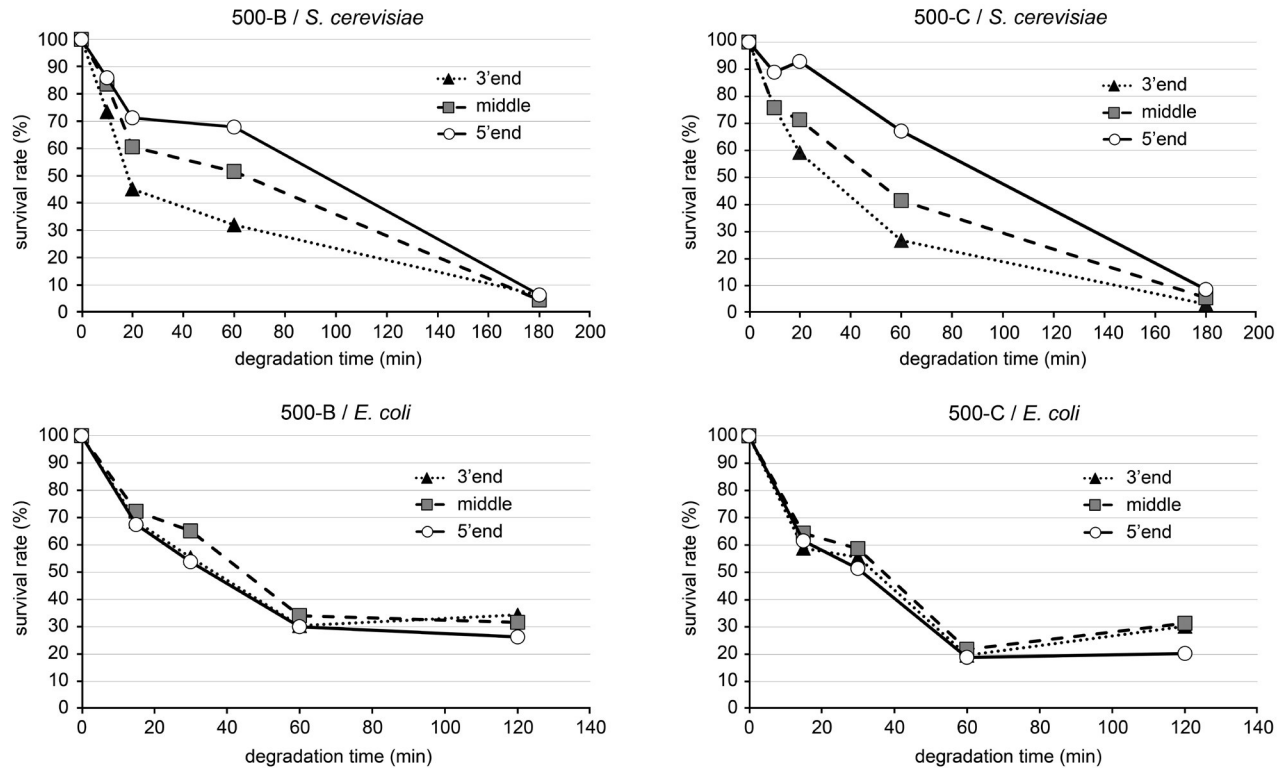 500-B / S. cerevisiae
100
90
80
70
60
50
40
30
20
10
0
survival rate (%)
3’end
middle
5’end
0 20 40 60 80 100 120 140 160 180 200
degradation time (min)
500-C / S. cerevisiae
100
90
80
70
60
50
40
30
20
10
0
survival rate (%)
3’end
middle
5’end
0 20 40 60 80 100 120 140 160 180 200
degradation time (min)
500-B / E. coli
100
90
80
70
60
50
40
30
20
10
0
survival rate (%)
3’end
middle
5’end
0 20 40 60 80 100 120 140
degradation time (min)
500-C / E. coli
100
90
80
70
60
50
40
30
20
10
0
survival rate (%)
3’end
middle
5’end
0 20 40 60 80 100 120 140
degradation time (min)